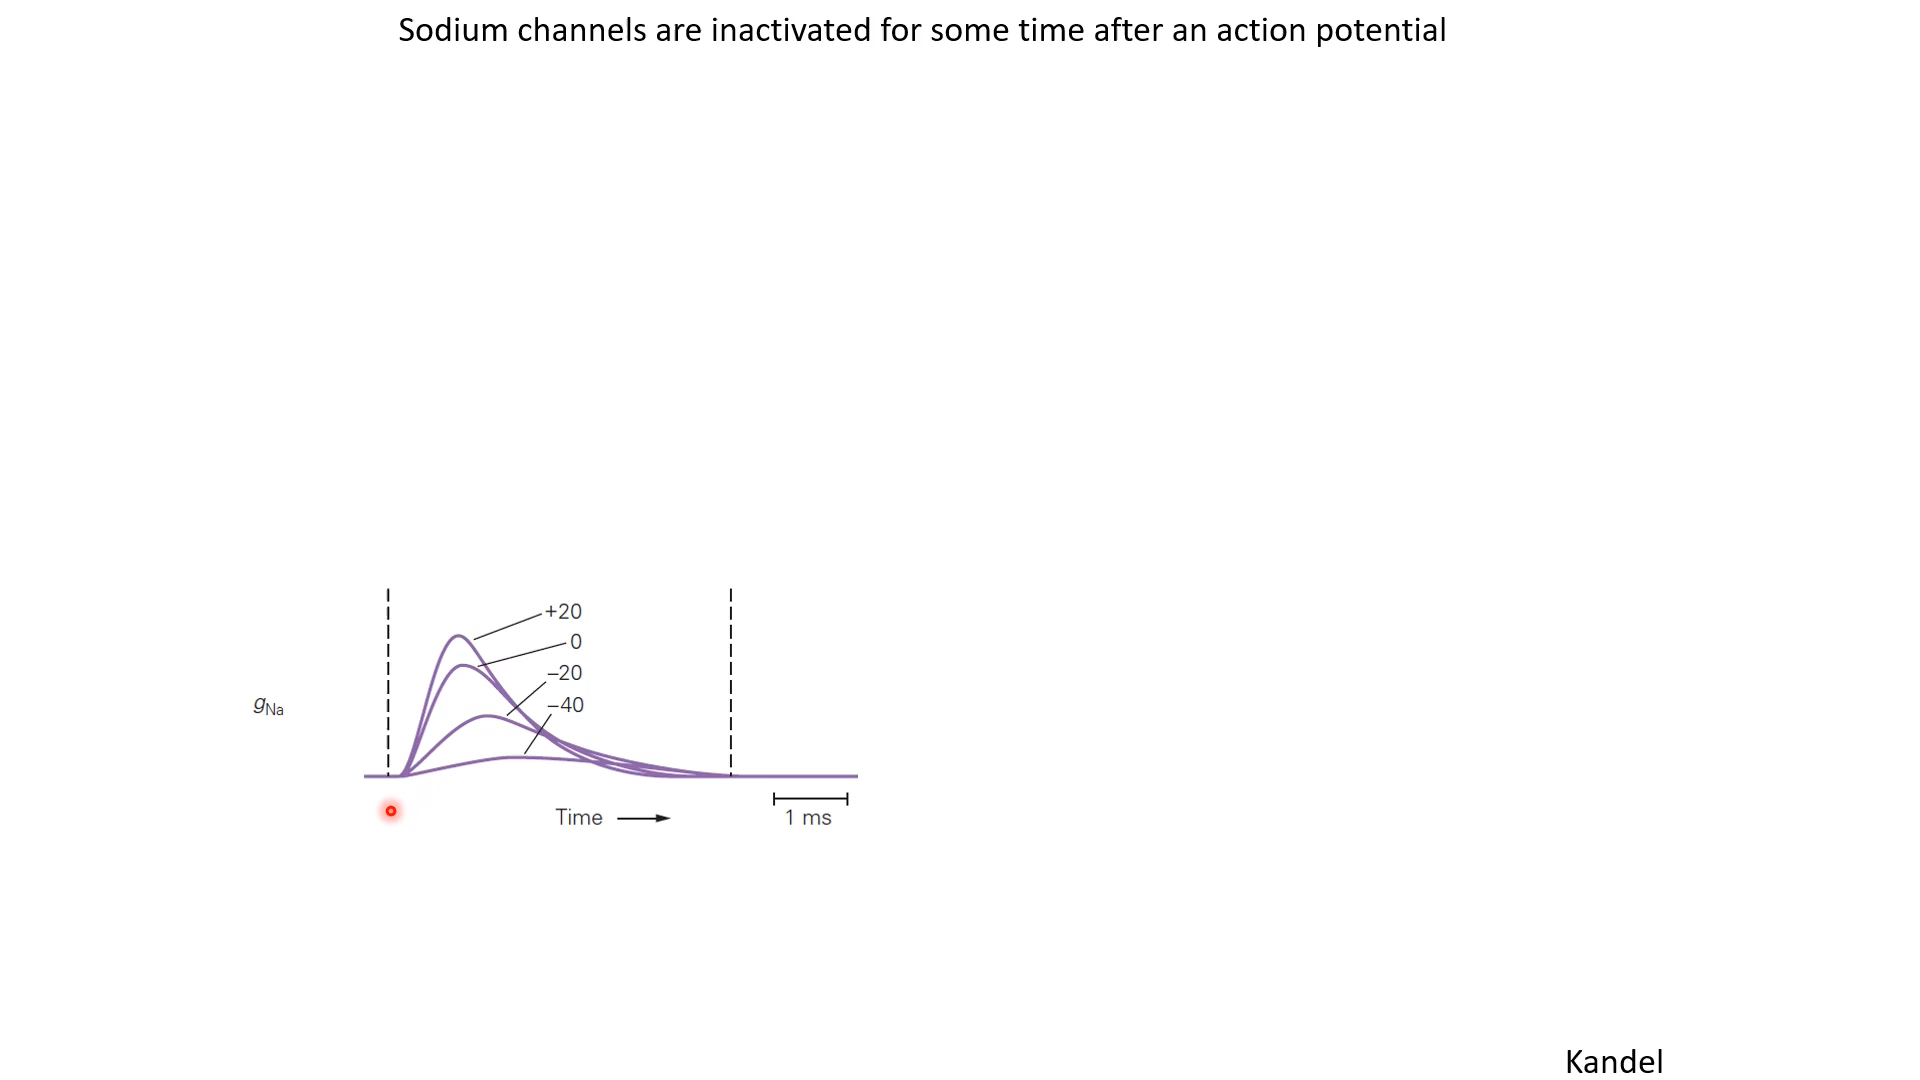 Sodium channels are inactivated for some time after an action potential
+20
0
–20
–40
gNa
Time
1 ms
Kandel